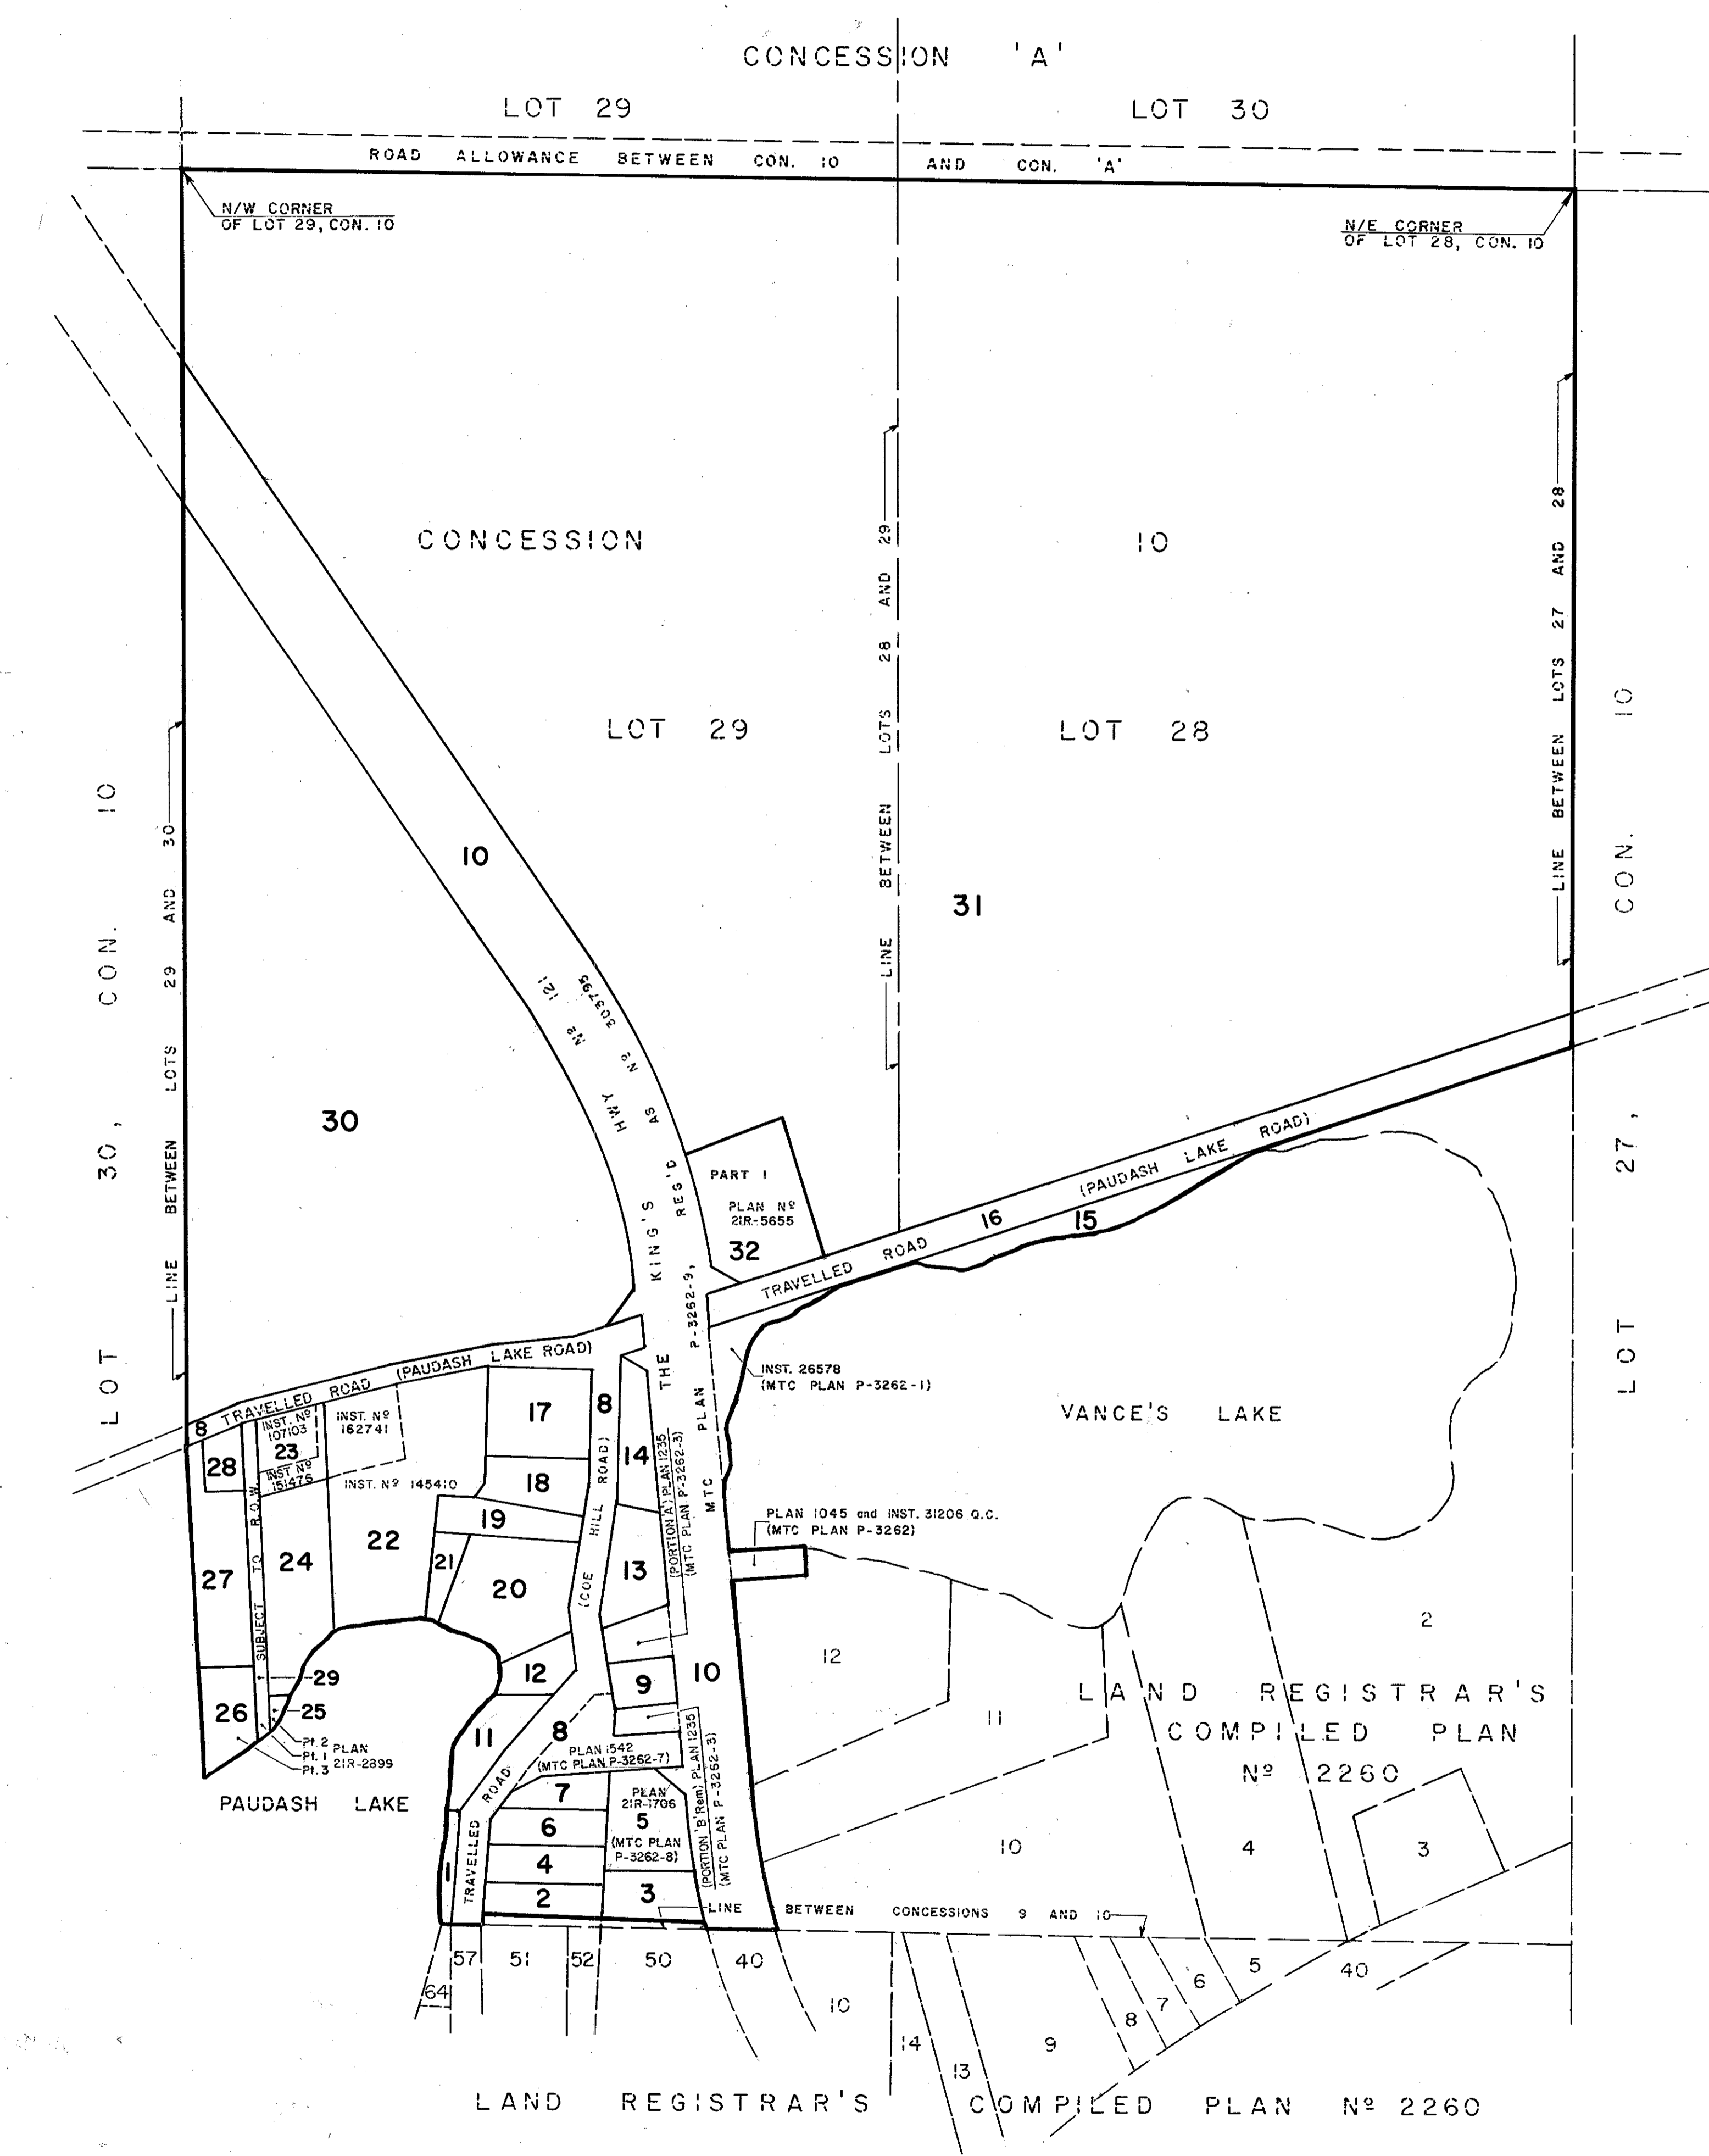 CONCESSION 'A'
LOT 29
LOT 30
ROAD ALLOWANCE BETWEEN CON. 10 AND CON. 'A'
N/W CORNER
OF LOT 29, CON. 10
N/E CORNER
OF LOT 28, CON. 10
CONCESSION 10
LOT 29
LOT 28
LINE BETWEEN LOTS 28 AND 29
LINE BETWEEN LOTS 27 AND 28
LINE BETWEEN LOTS 29 AND 30
LOT 30, CON. 10
LOT 27, CON. 10
10
31
30
THE KING'S HWY Nº 121
MTC PLAN P-3262-9, REG'D AS Nº 303795
PART 1
PLAN Nº
21R-5655
32
TRAVELLED ROAD 16 (PAUDASH LAKE ROAD)
15
INST. 26578
(MTC PLAN P-3262-1)
VANCE'S LAKE
8 TRAVELLED ROAD (PAUDASH LAKE ROAD)
INST. Nº
107103
23
INST Nº
151476
INST. Nº
162741
INST. Nº 145410
17
8
14
28
18
19
22
21
20
13
24
27
SUBJECT TO R.O.W.
(COE HILL ROAD)
(PORTION 'A') PLAN 1235
(MTC PLAN P-3262-3)
PLAN 1045 and INST. 31206 Q.C.
(MTC PLAN P-3262)
12
9
10
29
25
26
Pt. 2
Pt. 1
Pt. 3
PLAN
21R-2899
11
8
PLAN 1542
(MTC PLAN P-3262-7)
(PORTION 'B' Rem) PLAN 1235
(MTC PLAN P-3262-3)
PAUDASH LAKE
7
PLAN
21R-1706
5
(MTC PLAN
P-3262-8)
6
4
2
3
1
TRAVELLED ROAD
12
11
10
2
4
3
LAND REGISTRAR'S
COMPILED PLAN
Nº 2260
LINE BETWEEN CONCESSIONS 9 AND 10
64
57
51
52
50
40
10
14
13
9
8
7
6
5
40
LAND REGISTRAR'S COMPILED PLAN Nº 2260